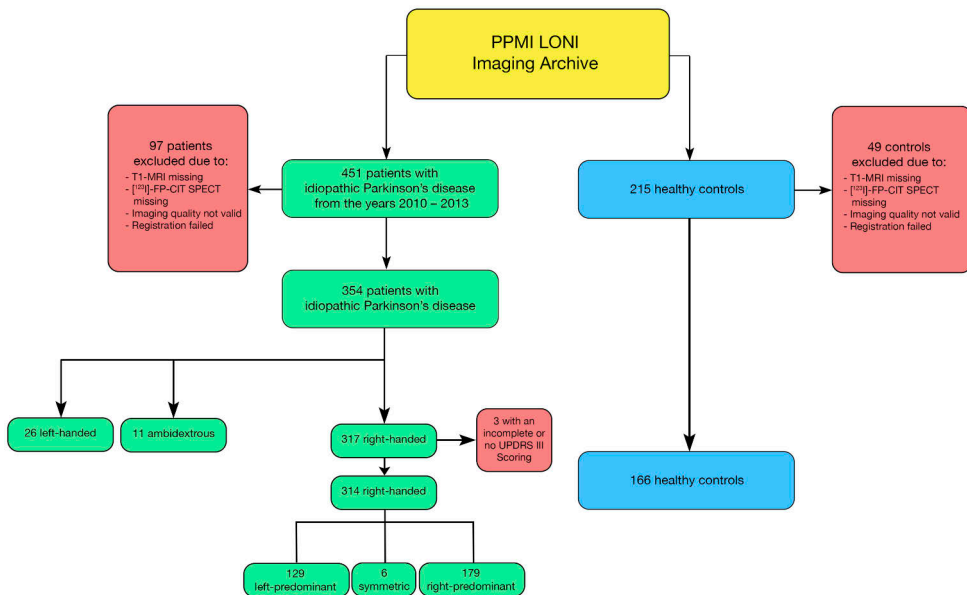 PPMI LONI
Imaging Archive
97 patients
excluded due to:
- T1-MRI missing
- [¹²³I]-FP-CIT SPECT
missing
- Imaging quality not valid
- Registration failed
451 patients with
idiopathic Parkinson's disease
from the years 2010 – 2013
215 healthy controls
49 controls
excluded due to:
- T1-MRI missing
- [¹²³I]-FP-CIT SPECT
missing
- Imaging quality not valid
- Registration failed
354 patients with
idiopathic Parkinson's disease
26 left-handed
11 ambidextrous
317 right-handed
3 with an
incomplete or
no UPDRS III
Scoring
314 right-handed
166 healthy controls
129
left-predominant
6
symmetric
179
right-predominant